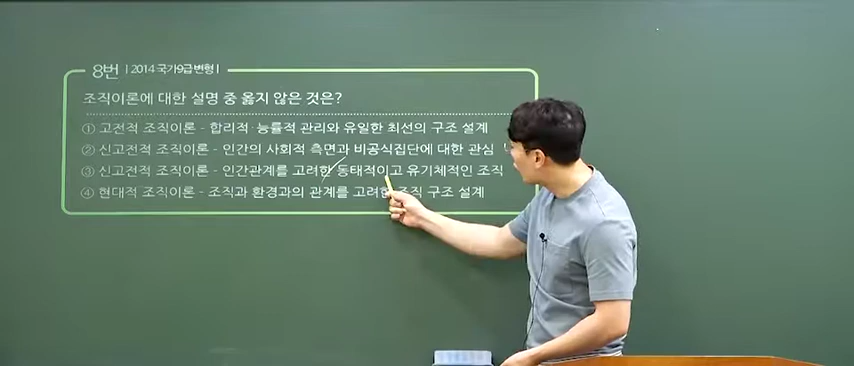 8번 | 2014 국가9급변형 |
조직이론에 대한 설명 중 옳지 않은 것은?
① 고전적 조직이론 - 합리적·능률적 관리와 유일한 최선의 구조 설계
② 신고전적 조직이론 - 인간의 사회적 측면과 비공식집단에 대한 관심
③ 신고전적 조직이론 - 인간관계를 고려한 동태적이고 유기체적인 조직
④ 현대적 조직이론 - 조직과 환경과의 관계를 고려한 조직 구조 설계